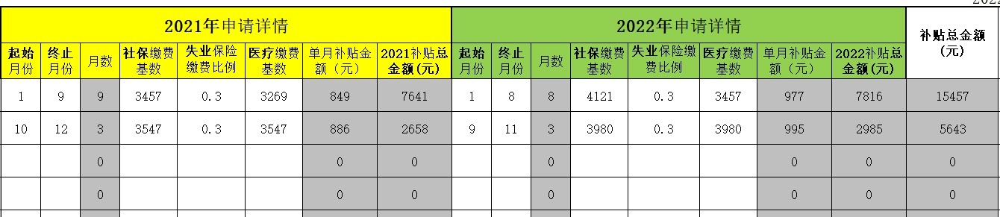 2021年申请详情 2022年申请详情 补贴总金额
(元)
起始
月份 终止
月份 月数 社保缴费
基数 失业保险
缴费比例 医疗缴费
基数 单月补贴金
额（元） 2021补贴总
金额(元) 起始
月份 终止
月份 月数 社保缴费
基数 失业保险缴
费比例 医疗缴费
基数 单月补贴金
额（元） 2022补贴总
金额(元)
1 9 9 3457 0.3 3269 849 7641 1 8 8 4121 0.3 3457 977 7816 15457
10 12 3 3547 0.3 3547 886 2658 9 11 3 3980 0.3 3980 995 2985 5643
0 0 0 0 0 0 0
0 0 0 0 0 0 0